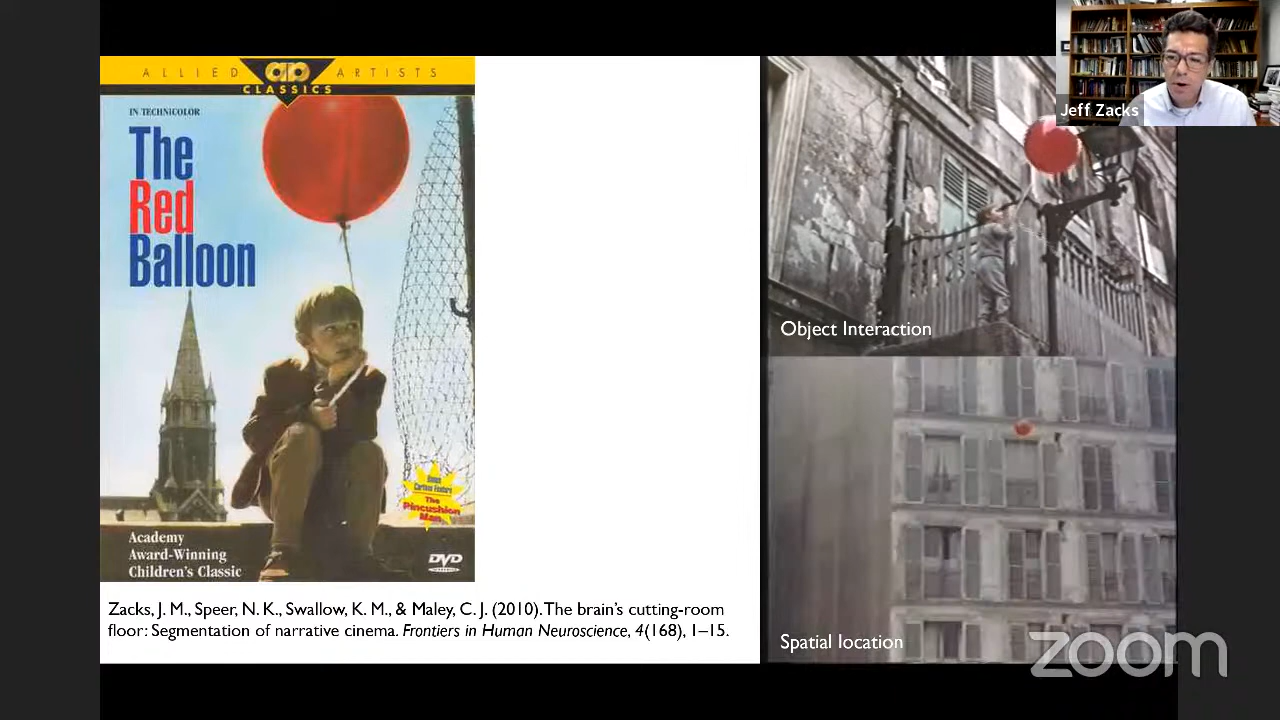 ALLIED ARTISTS
CLASSICS
IN TECHNICOLOR
The
Red
Balloon
Bonus
Cartoon Feature
The
Pincushion
Man
Academy
Award-Winning
Children's Classic
DVD
Zacks, J. M., Speer, N. K., Swallow, K. M., & Maley, C. J. (2010). The brain's cutting-room
floor: Segmentation of narrative cinema. Frontiers in Human Neuroscience, 4(168), 1–15.
Jeff Zacks
Object Interaction
Spatial location
zoom